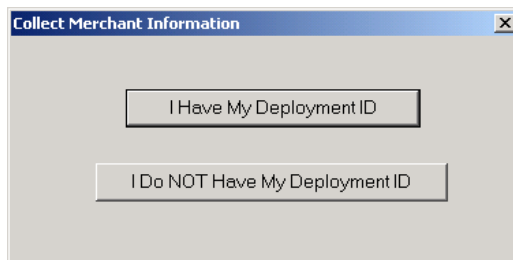 Collect Merchant Information
I Have My Deployment ID
I Do NOT Have My Deployment ID